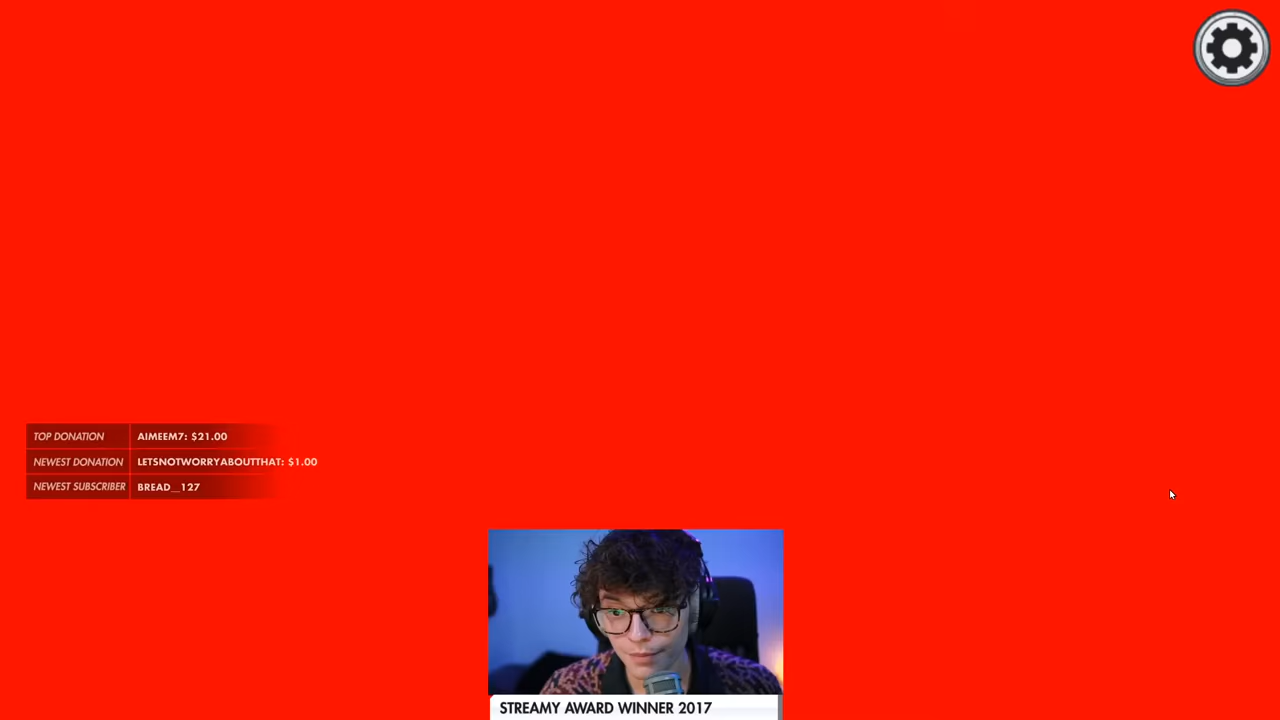 TOP DONATION AIMEEM7: $21.00
NEWEST DONATION LETSNOTWORRYABOUTTHAT: $1.00
NEWEST SUBSCRIBER BREAD__127
STREAMY AWARD WINNER 2017